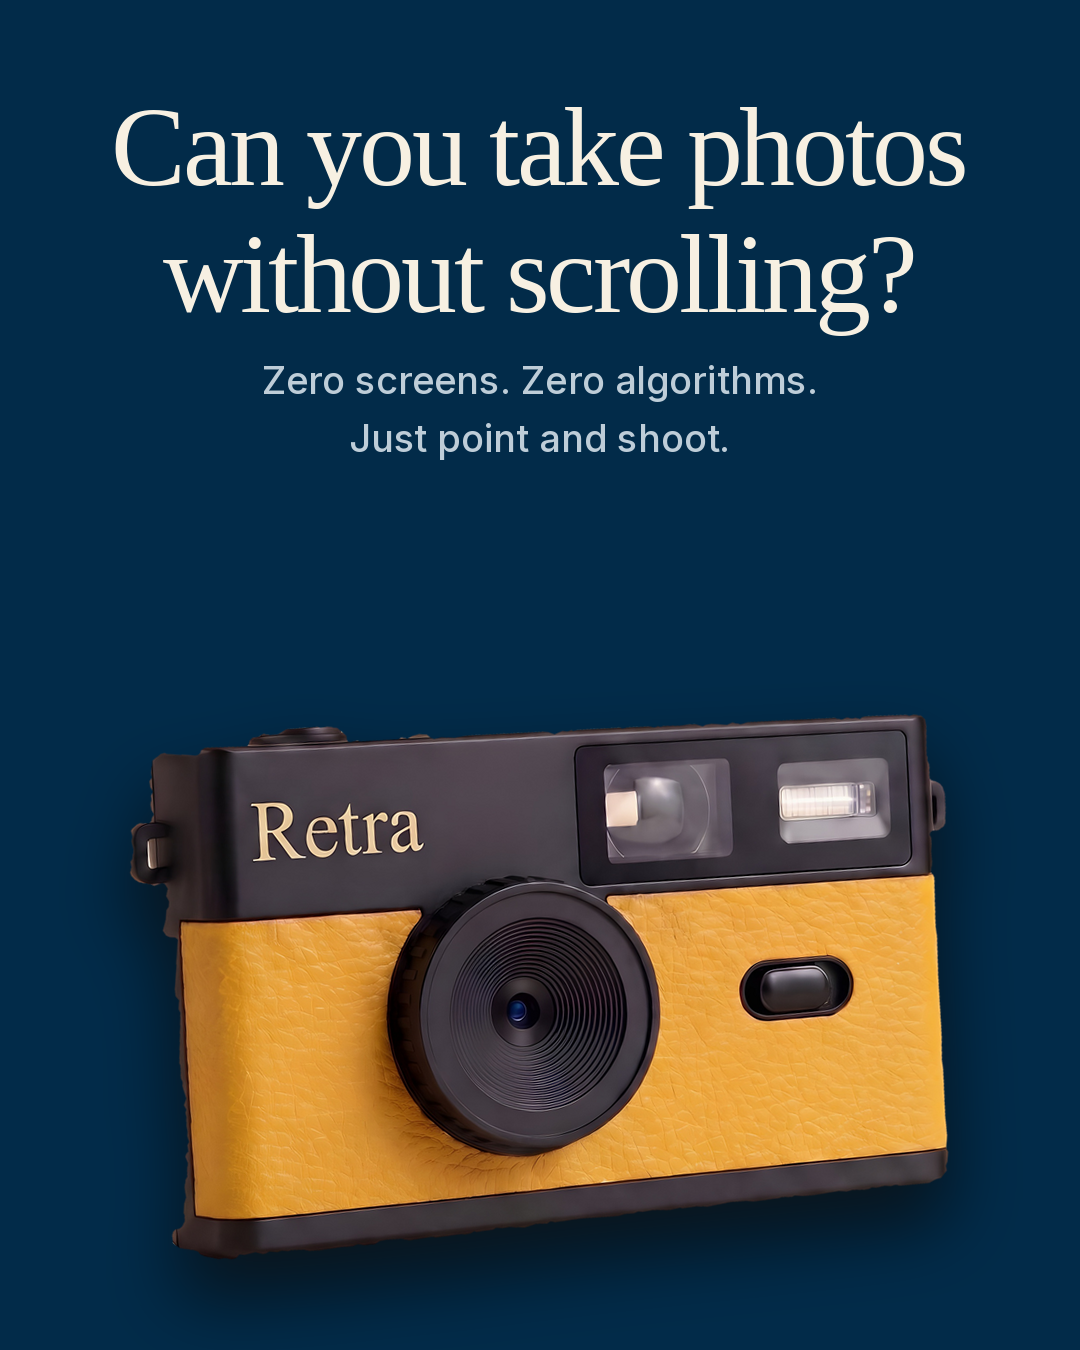 Can you take photos
without scrolling?
Zero screens. Zero algorithms.
Just point and shoot.
Retra